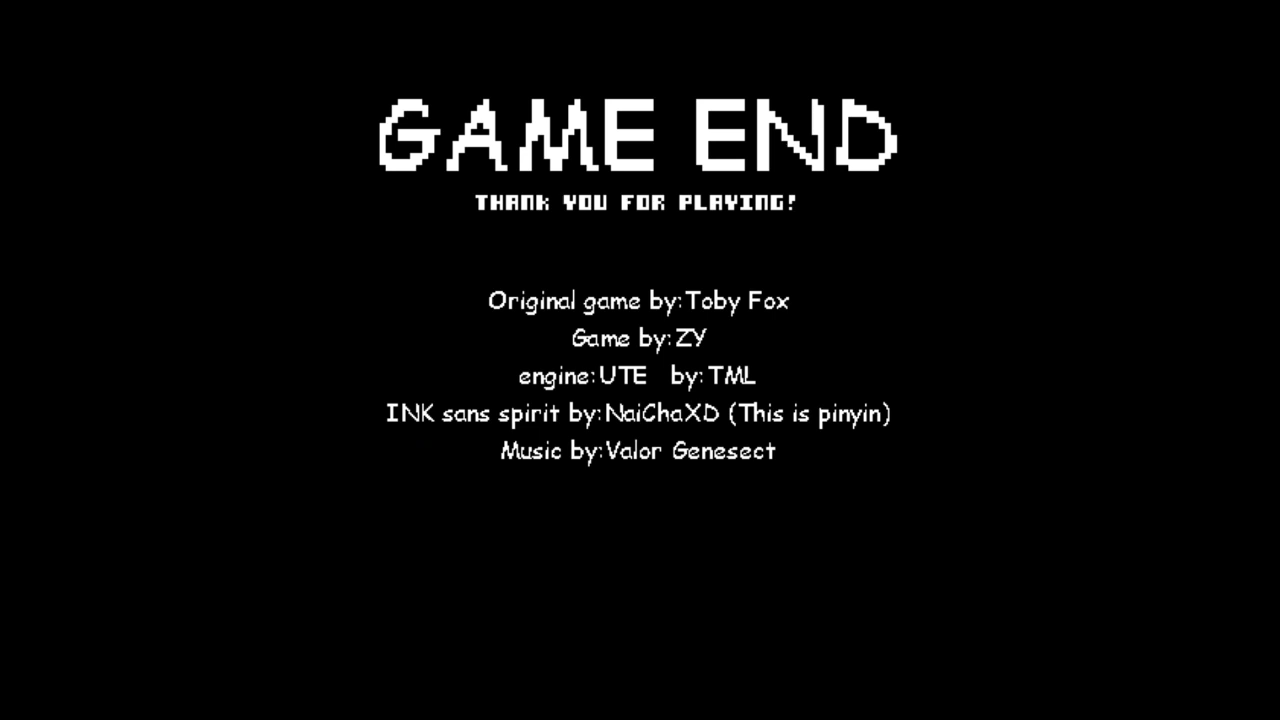 GAME END
THANK YOU FOR PLAYING!
Original game by:Toby Fox
Game by:ZY
engine:UTE by:TML
INK sans spirit by:NaiChaXD (This is pinyin)
Music by:Valor Genesect